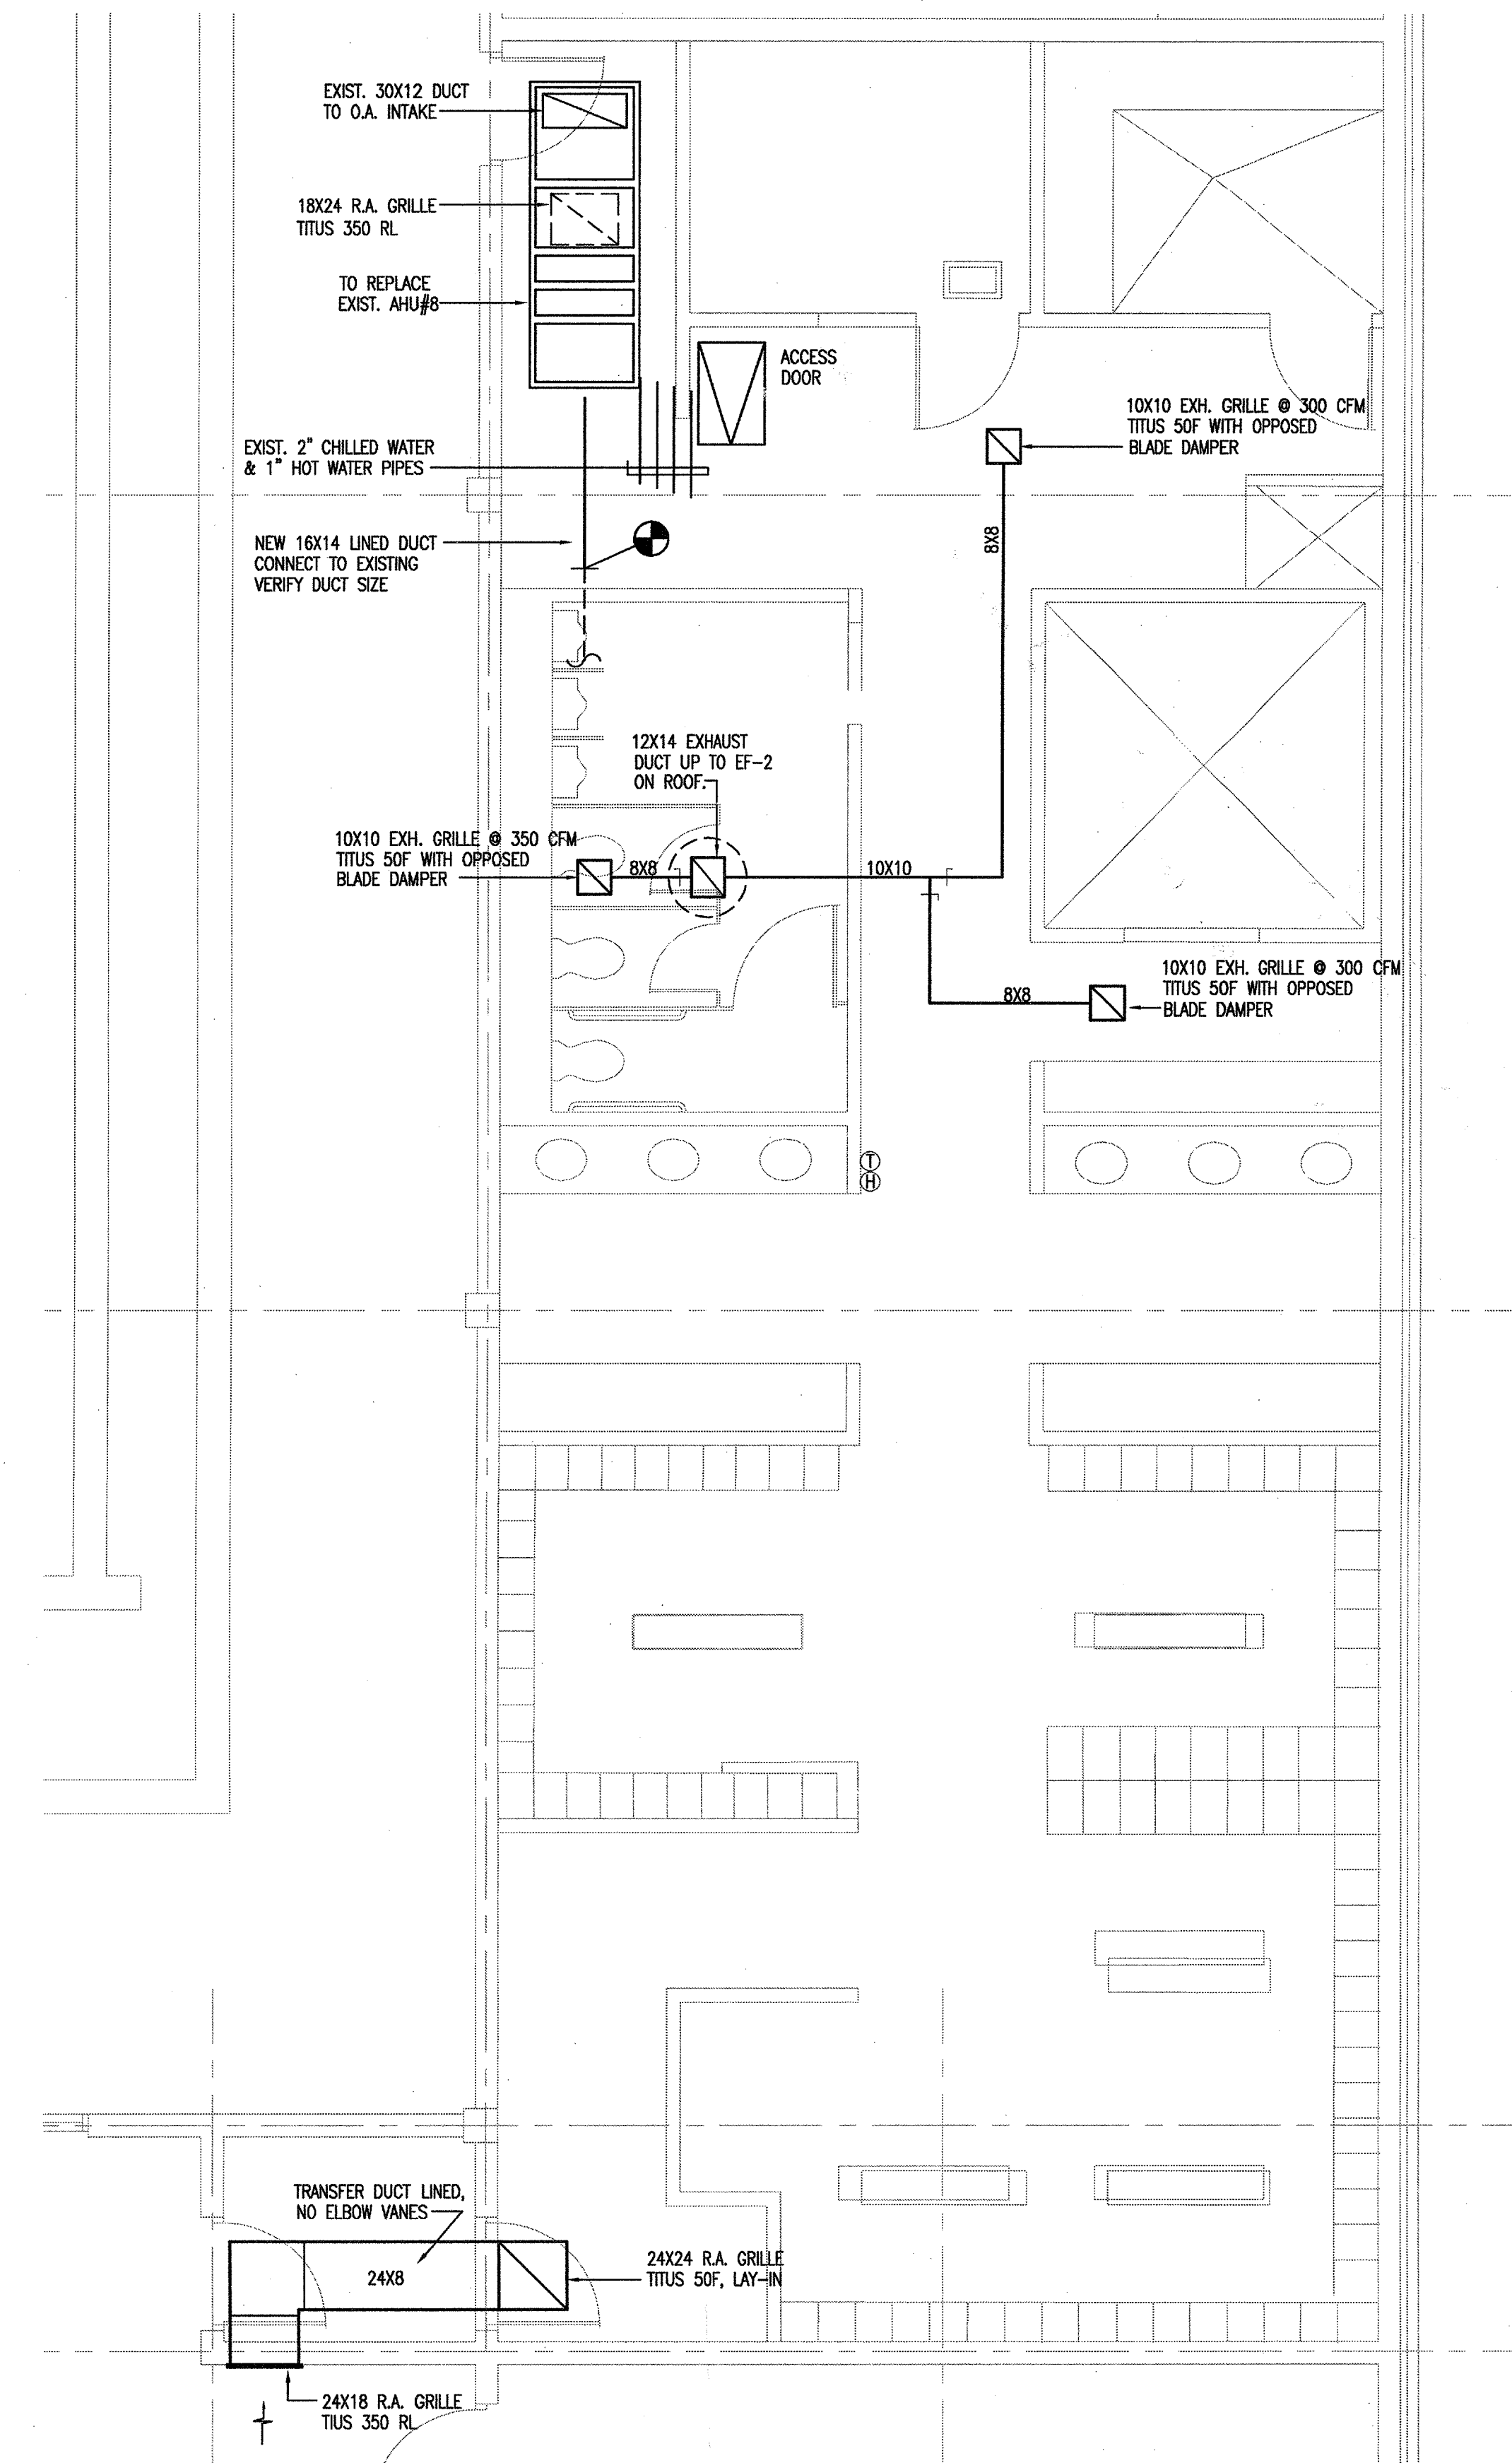 EXIST. 30X12 DUCT
TO O.A. INTAKE
18X24 R.A. GRILLE
TITUS 350 RL
TO REPLACE
EXIST. AHU#8
ACCESS
DOOR
10X10 EXH. GRILLE @ 300 CFM
TITUS 50F WITH OPPOSED
BLADE DAMPER
EXIST. 2" CHILLED WATER
& 1" HOT WATER PIPES
8X8
NEW 16X14 LINED DUCT
CONNECT TO EXISTING
VERIFY DUCT SIZE
12X14 EXHAUST
DUCT UP TO EF-2
ON ROOF.
10X10 EXH. GRILLE @ 350 CFM
TITUS 50F WITH OPPOSED
BLADE DAMPER
8X8
10X10
10X10 EXH. GRILLE @ 300 CFM
TITUS 50F WITH OPPOSED
BLADE DAMPER
8X8
T
H
TRANSFER DUCT LINED,
NO ELBOW VANES
24X8
24X24 R.A. GRILLE
TITUS 50F, LAY-IN
24X18 R.A. GRILLE
TIUS 350 RL